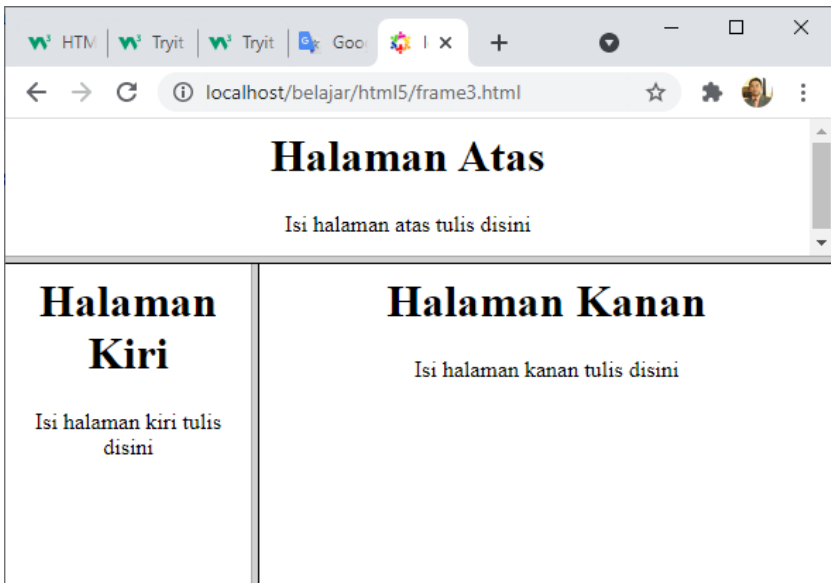 HTM Tryit Tryit Goo
localhost/belajar/html5/frame3.html
Halaman Atas
Isi halaman atas tulis disini
Halaman
Kiri
Isi halaman kiri tulis
disini
Halaman Kanan
Isi halaman kanan tulis disini